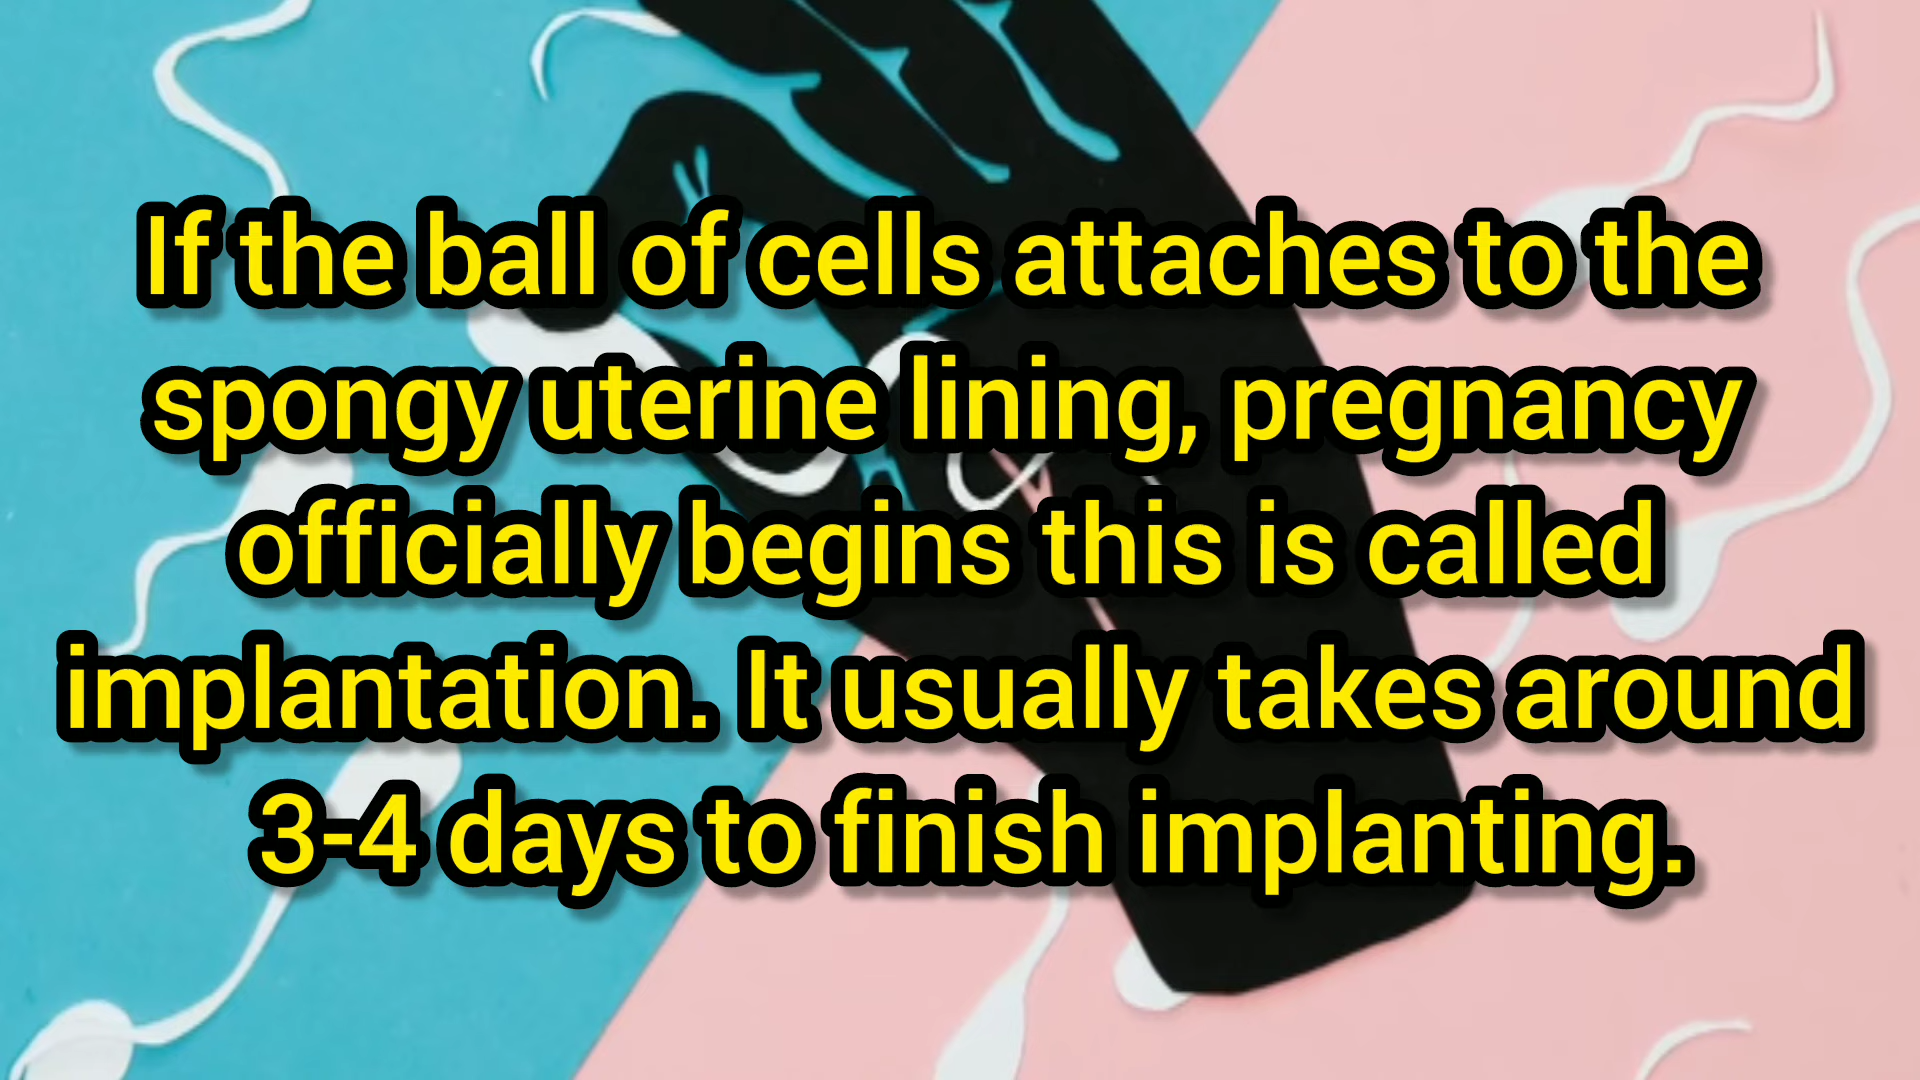 If the ball of cells attaches to the
spongy uterine lining, pregnancy
officially begins this is called
implantation. It usually takes around
3-4 days to finish implanting.